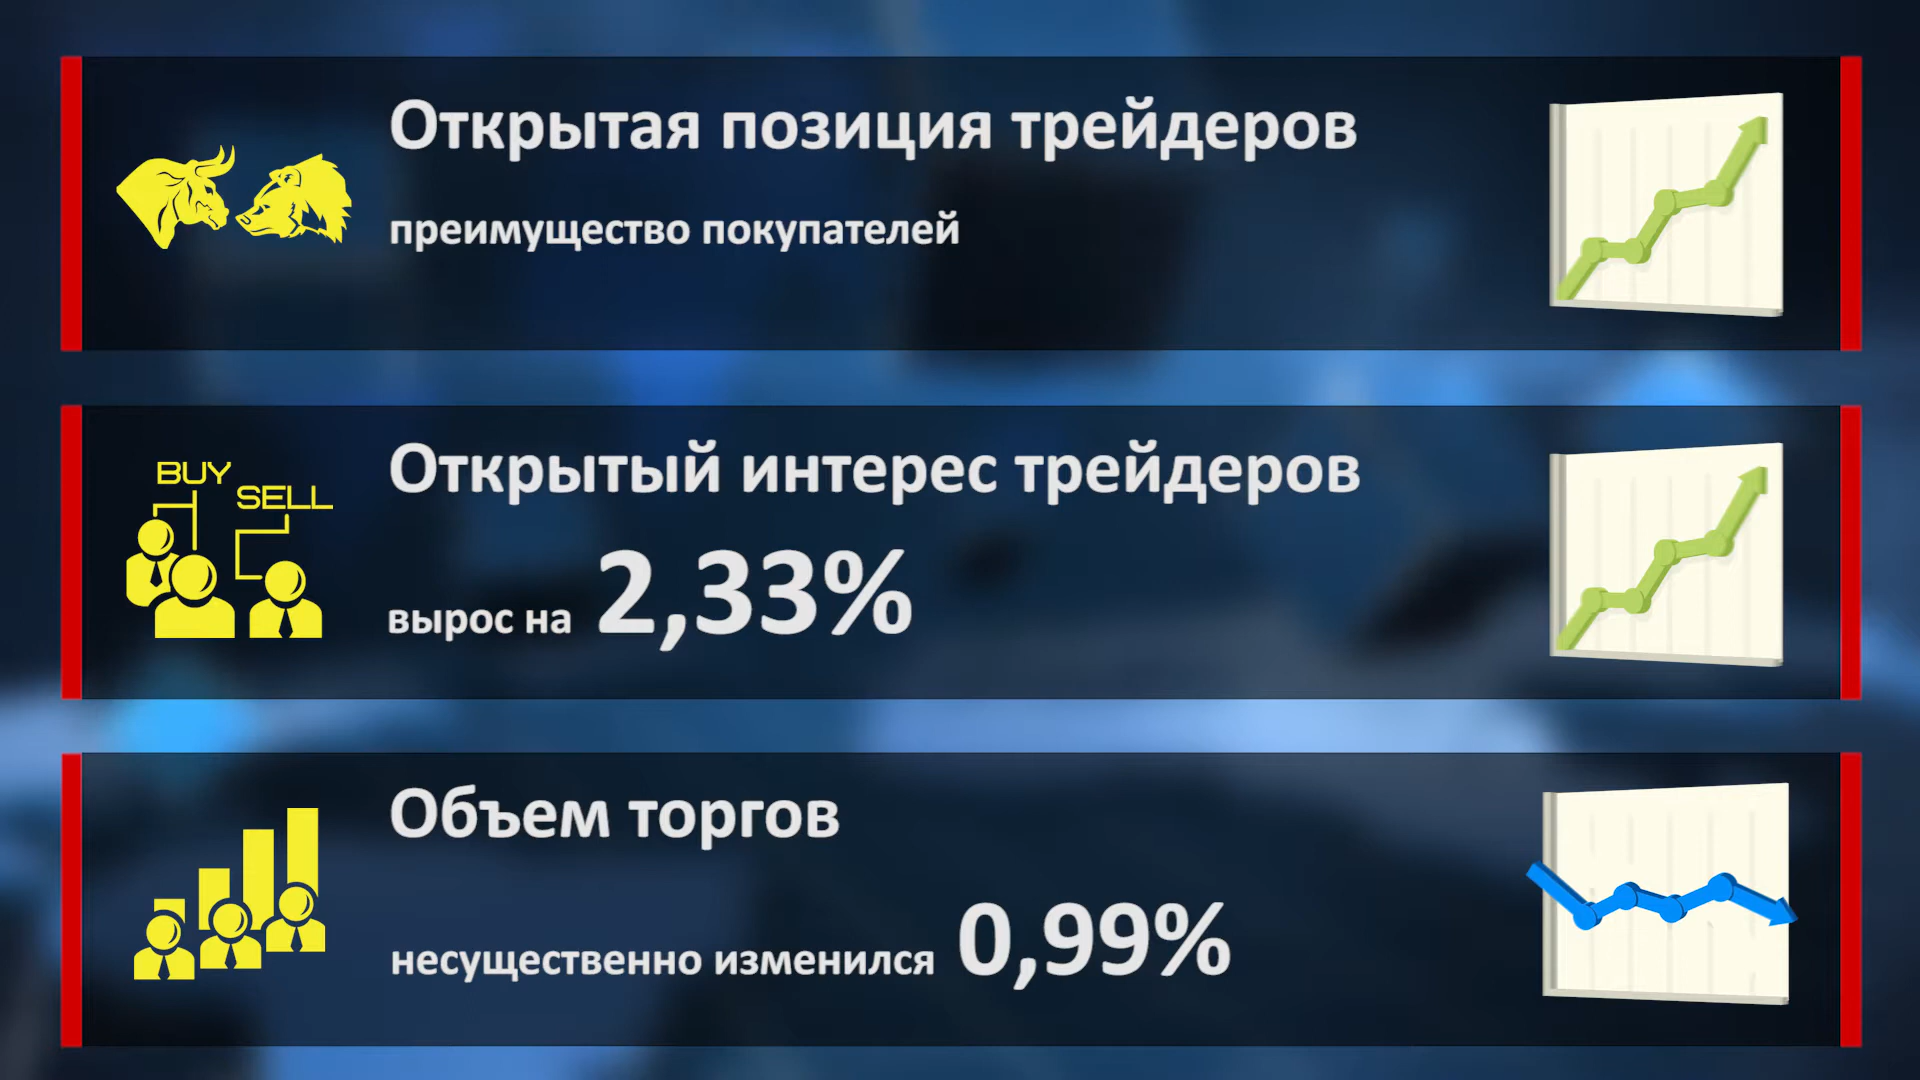 Открытая позиция трейдеров
преимущество покупателей
BUY
SELL
Открытый интерес трейдеров
вырос на 2,33%
Объем торгов
несущественно изменился 0,99%